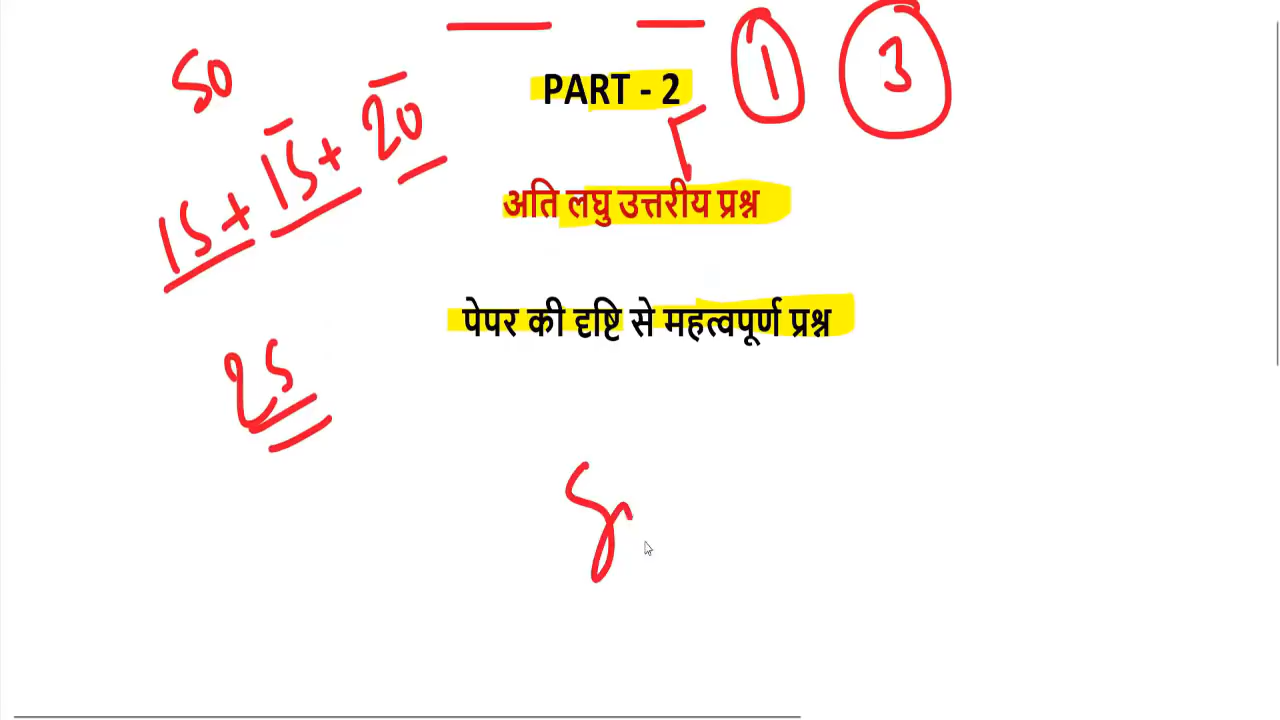 1 3
PART - 2
50
15 + 15 + 20
अति लघु उत्तरीय प्रश्न
पेपर की दृष्टि से महत्वपूर्ण प्रश्न
25